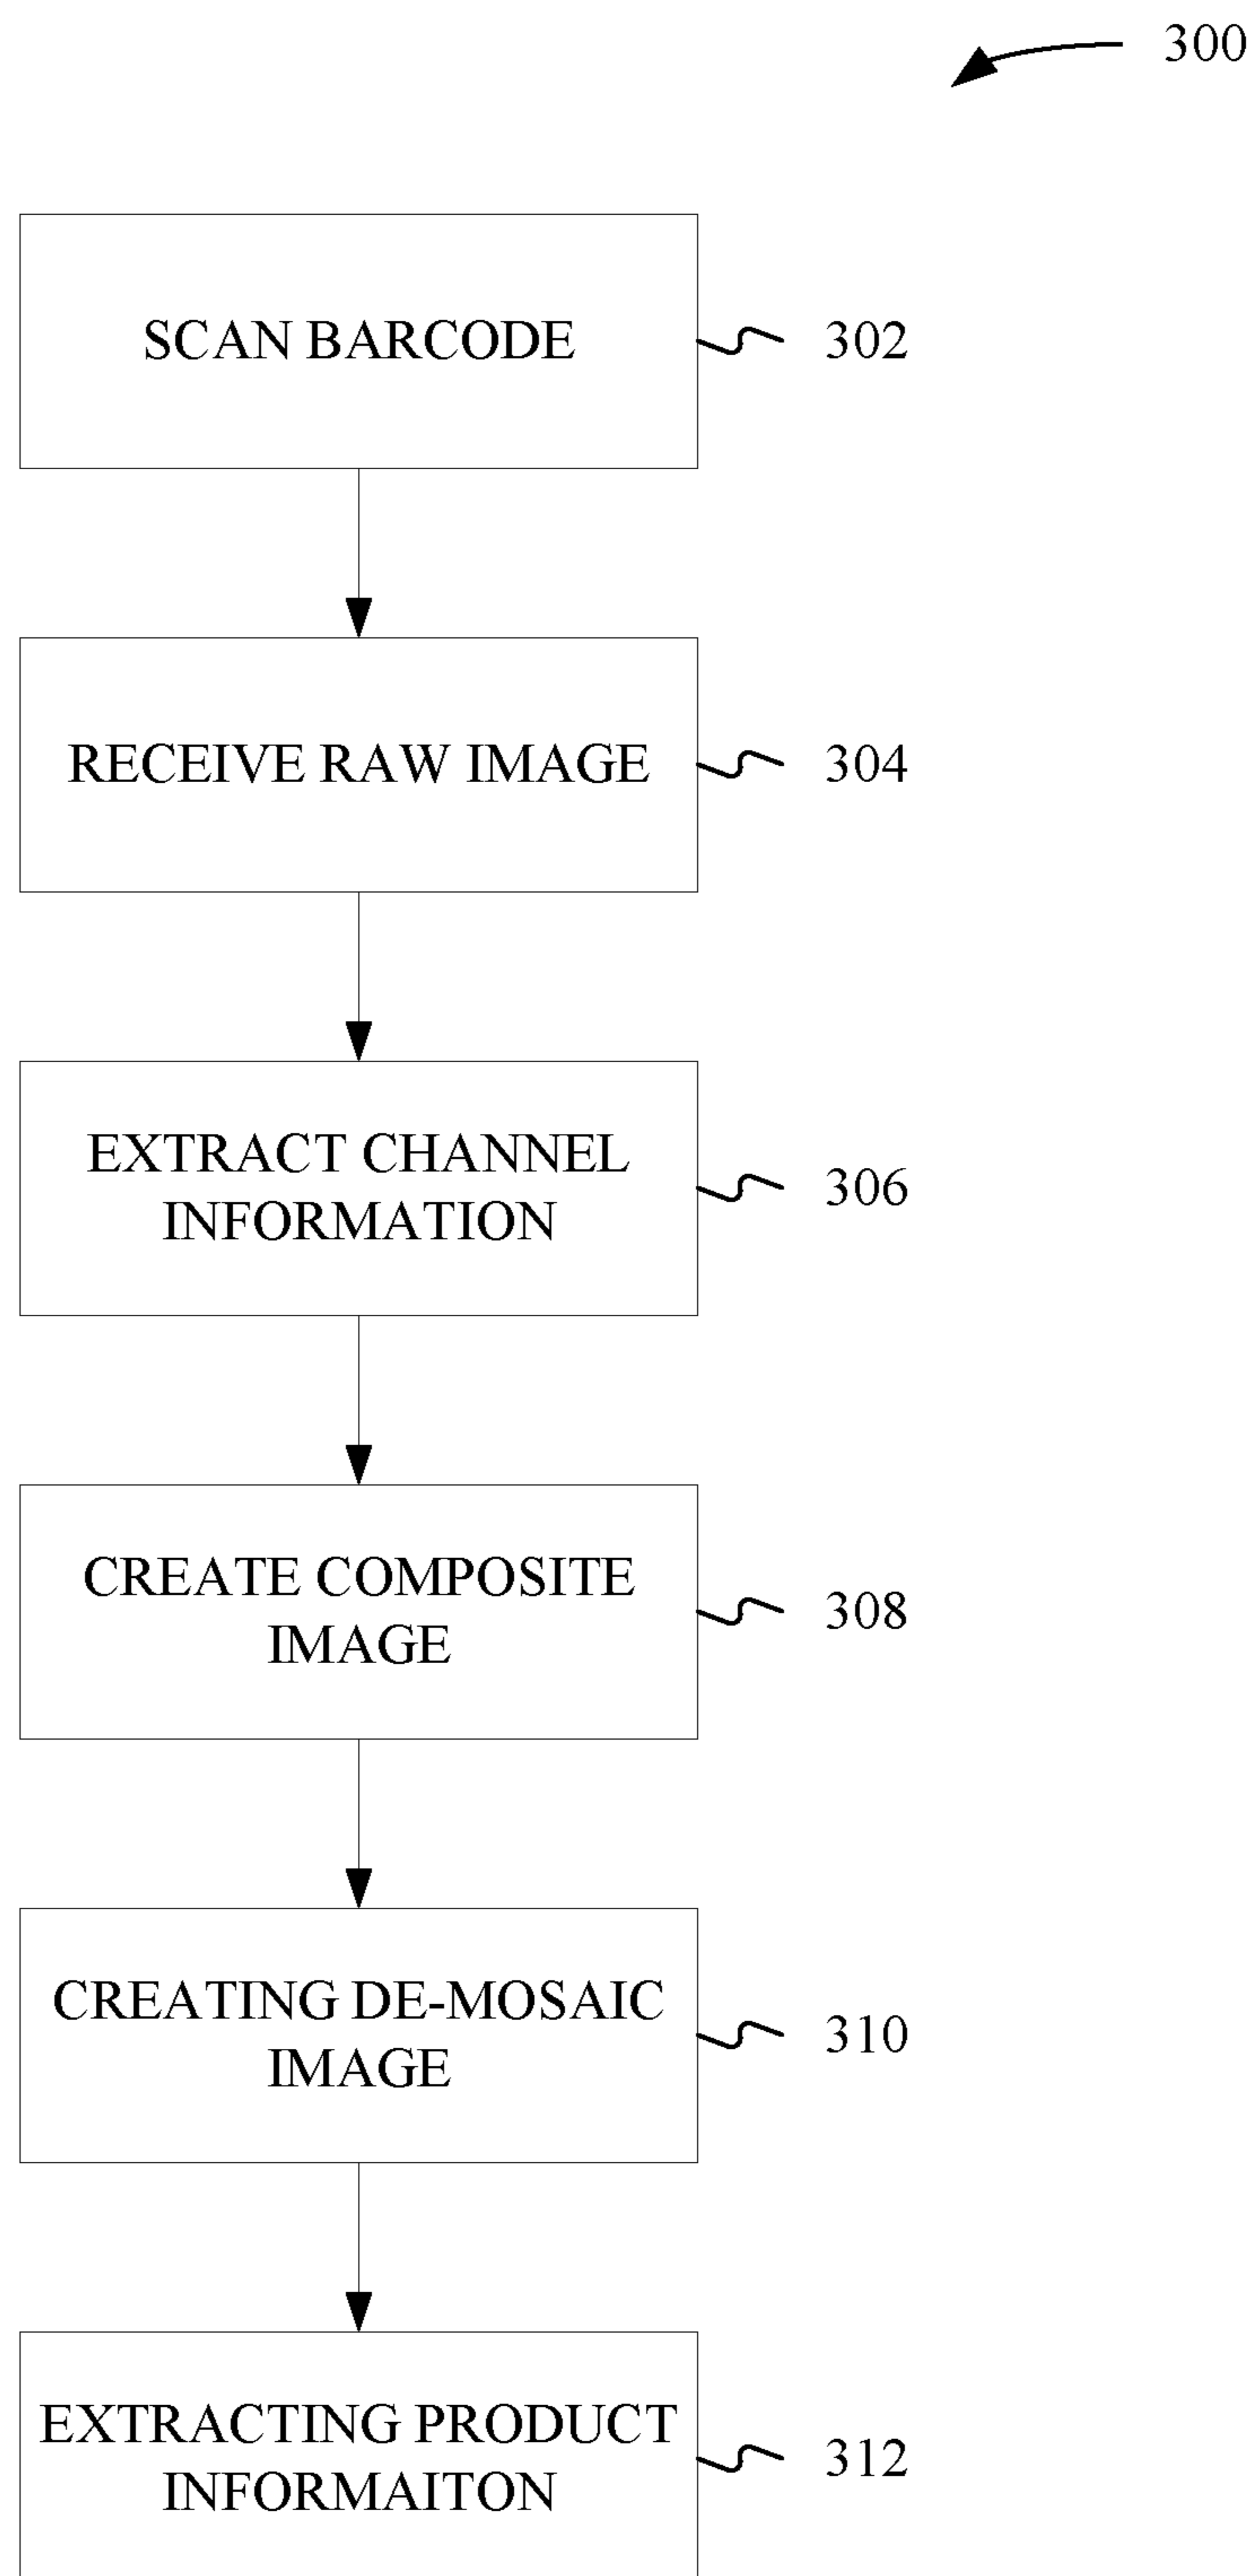 300
SCAN BARCODE
302
RECEIVE RAW IMAGE
304
EXTRACT CHANNEL
INFORMATION
306
CREATE COMPOSITE
IMAGE
308
CREATING DE-MOSAIC
IMAGE
310
EXTRACTING PRODUCT
INFORMAITON
312